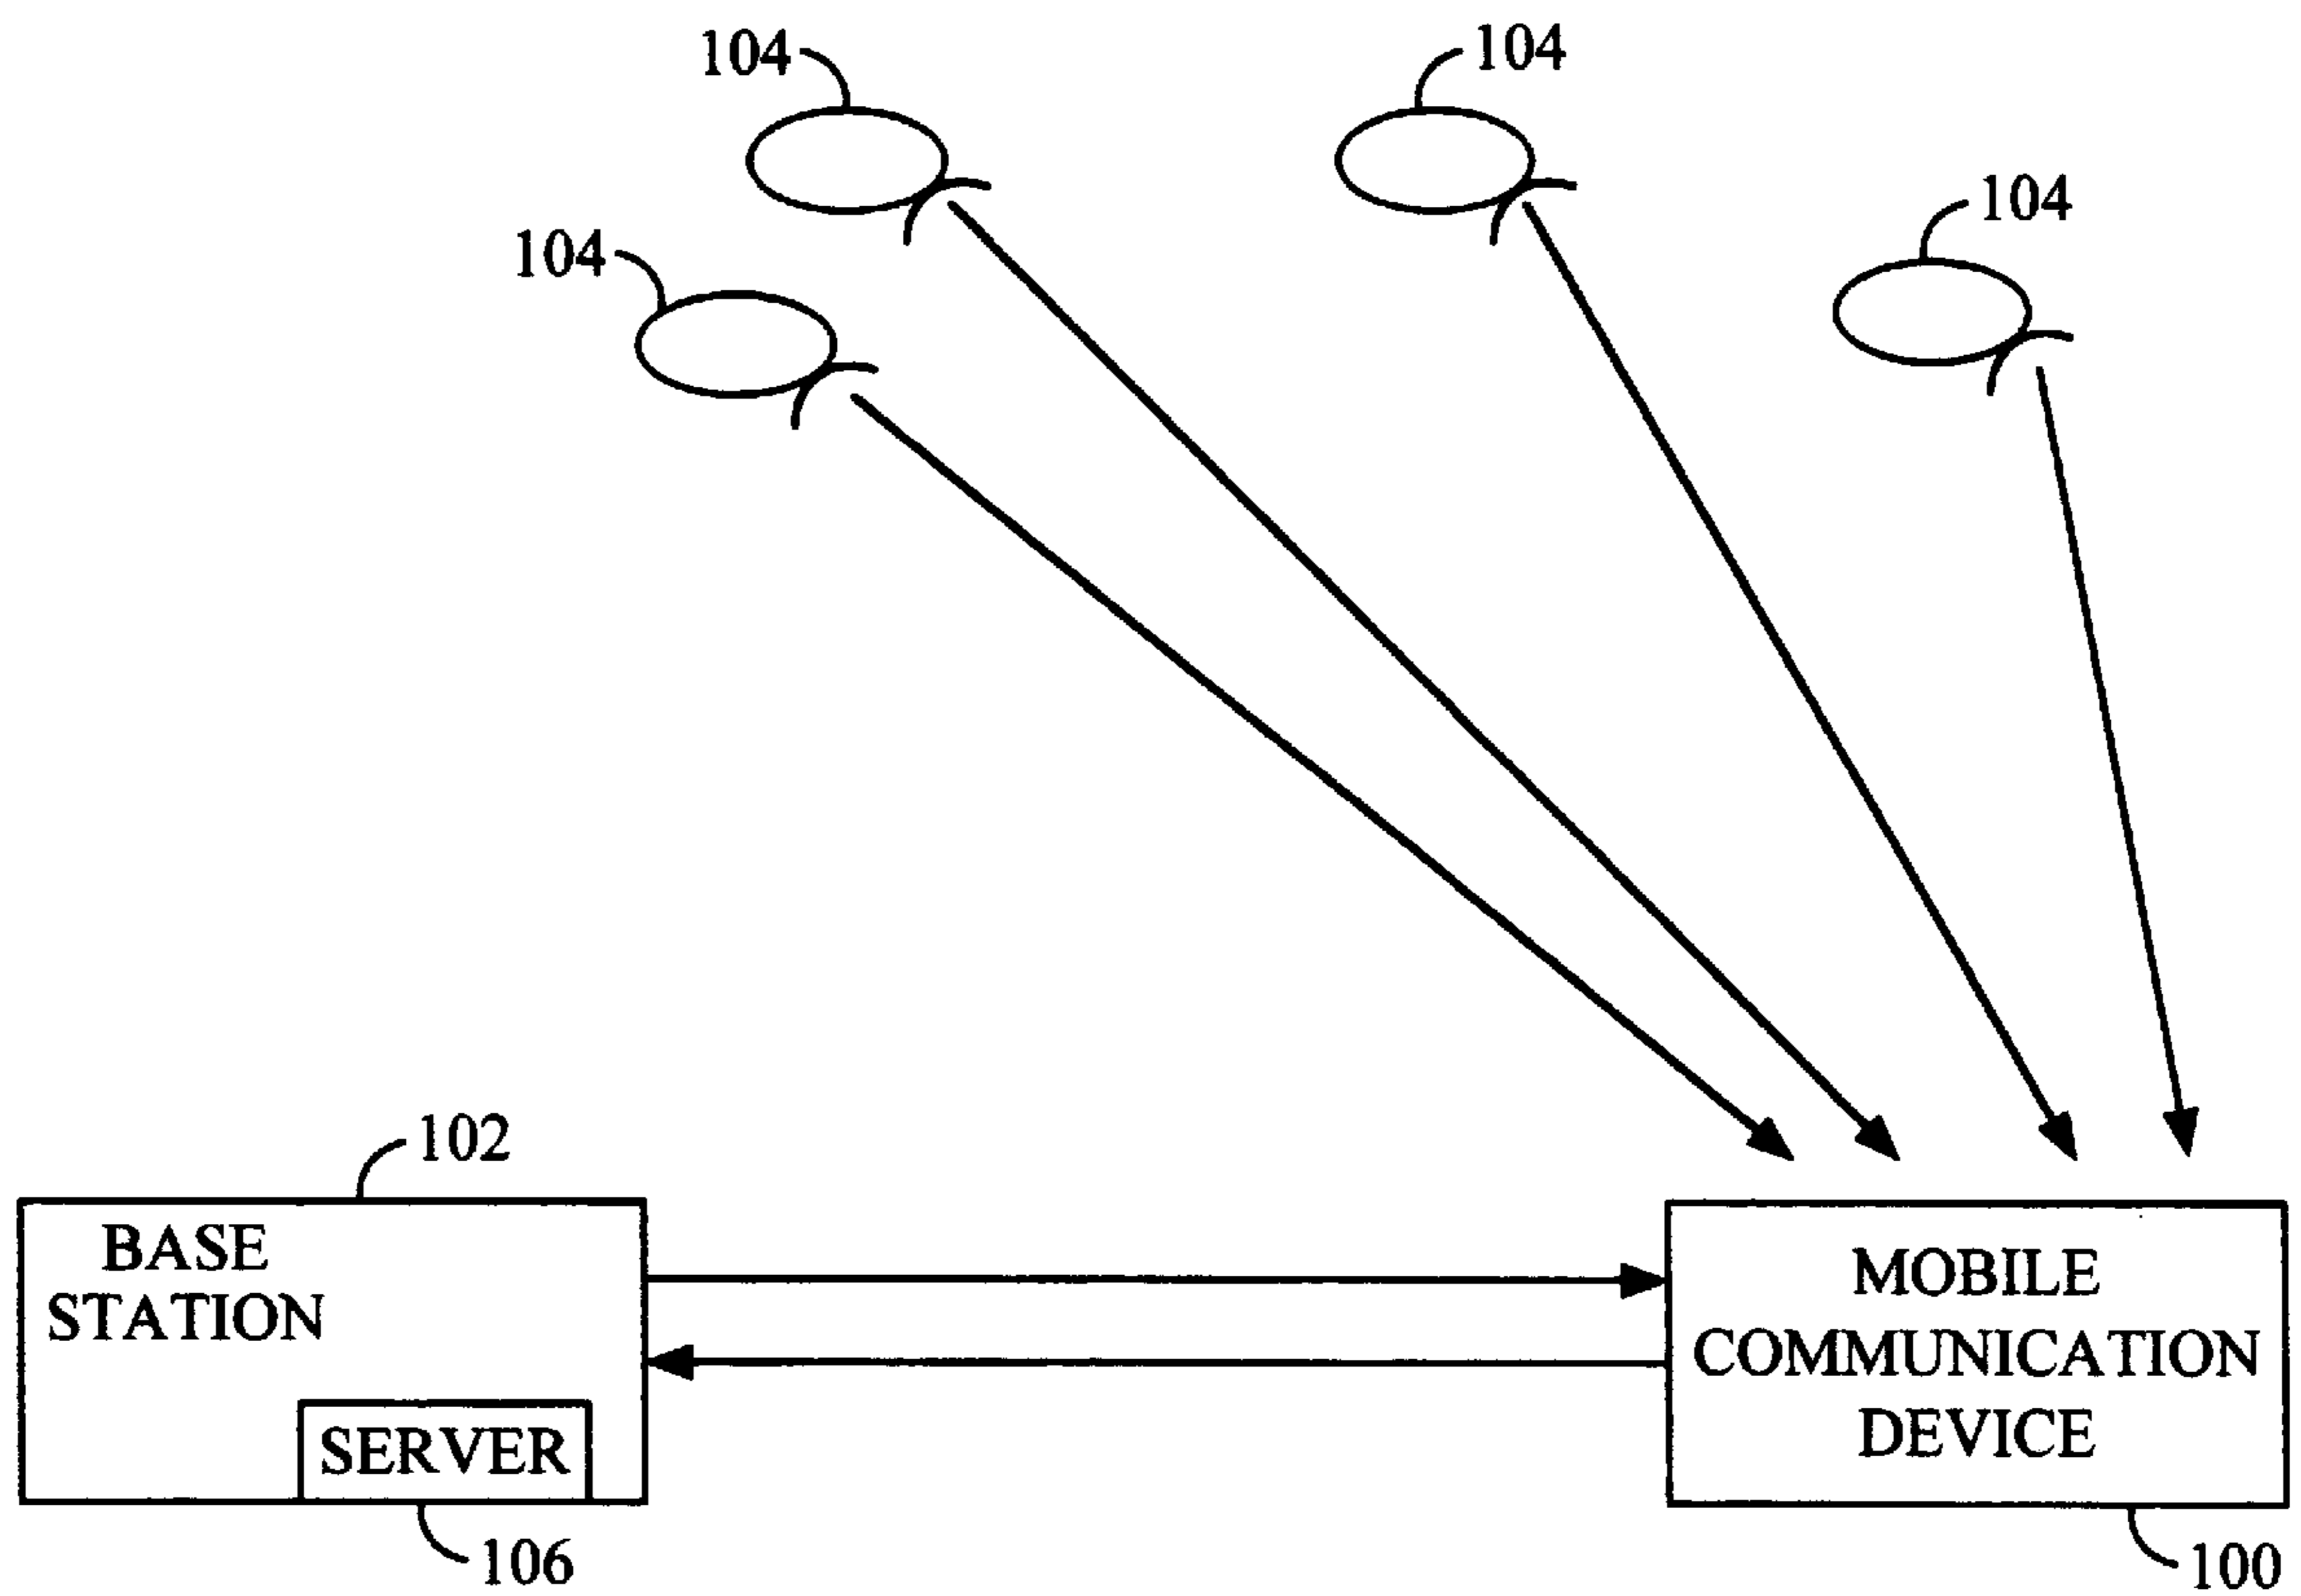 104
104
104
104
102
BASE
STATION
SERVER
106
MOBILE
COMMUNICATION
DEVICE
100